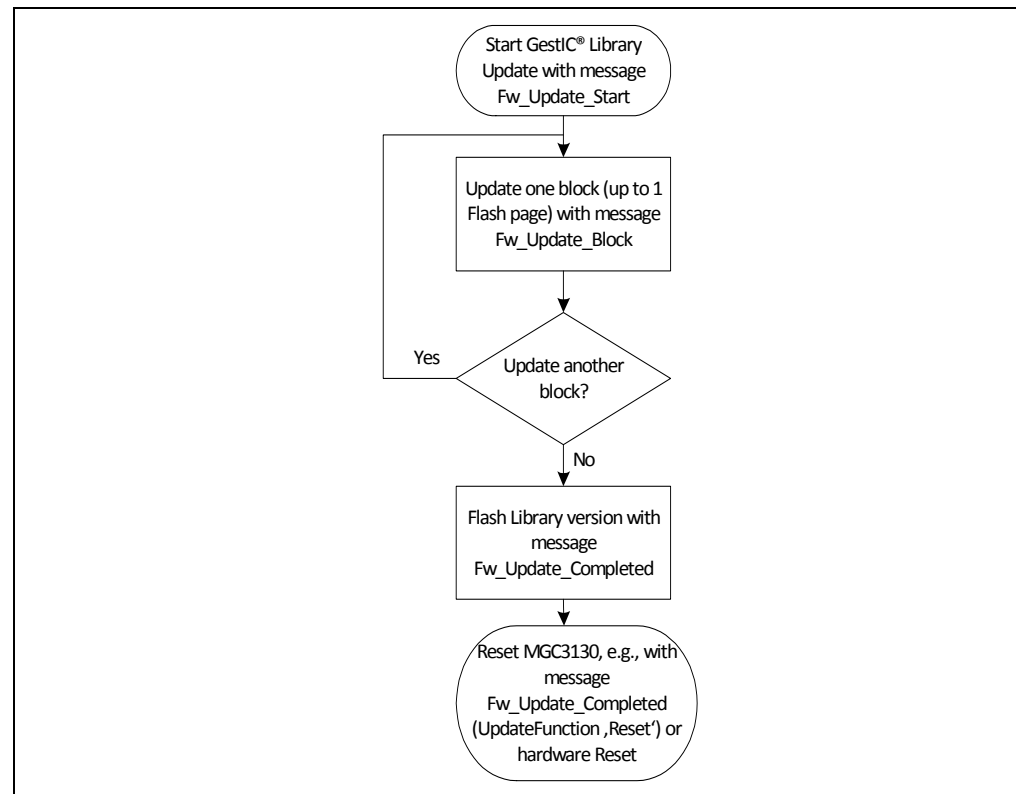 Start GestIC® Library
Update with message
Fw_Update_Start
Update one block (up to 1
Flash page) with message
Fw_Update_Block
Yes
Update another
block?
No
Flash Library version with
message
Fw_Update_Completed
Reset MGC3130, e.g., with
message
Fw_Update_Completed
(UpdateFunction ‚Reset‘) or
hardware Reset